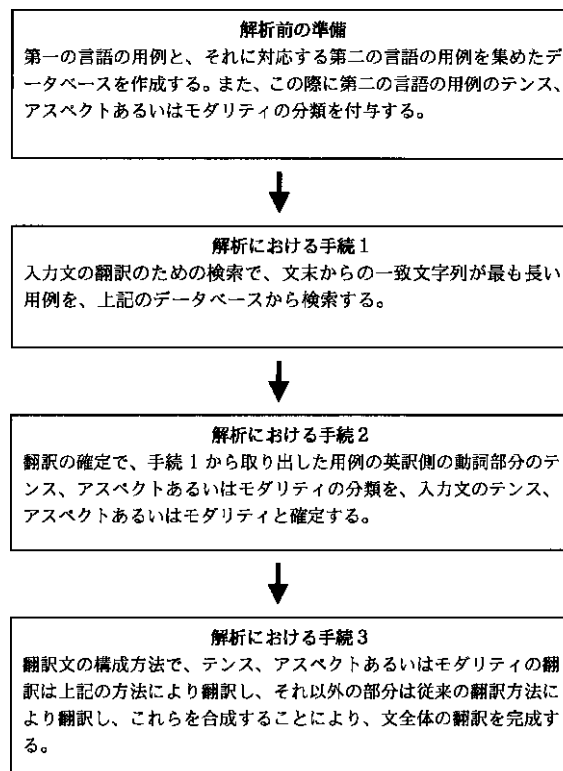 解析前の準備
第一の言語の用例と、それに対応する第二の言語の用例を集めたデ
ータベースを作成する。また、この際に第二の言語の用例のテンス、
アスペクトあるいはモダリティの分類を付与する。
解析における手続1
入力文の翻訳のための検索で、文末からの一致文字列が最も長い
用例を、上記のデータベースから検索する。
解析における手続2
翻訳の確定で、手続 1 から取り出した用例の英訳側の動詞部分のテ
ンス、アスペクトあるいはモダリティの分類を、入力文のテンス、
アスペクトあるいはモダリティと確定する。
解析における手続3
翻訳文の構成方法で、テンス、アスペクトあるいはモダリティの翻
訳は上記の方法により翻訳し、それ以外の部分は従来の翻訳方法に
より翻訳し、これらを合成することにより、文全体の翻訳を完成す
る。